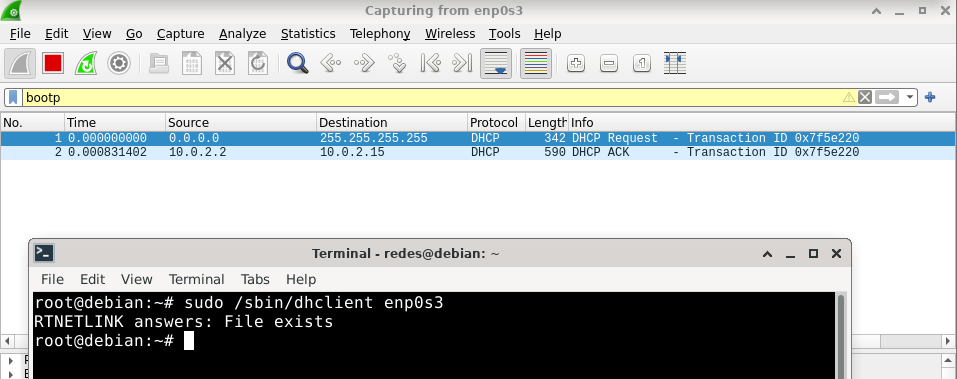 Capturing from enp0s3
File Edit View Go Capture Analyze Statistics Telephony Wireless Tools Help
bootp
No. Time Source Destination Protocol Length Info
1 0.000000000 0.0.0.0 255.255.255.255 DHCP 342 DHCP Request - Transaction ID 0x7f5e220
2 0.000831402 10.0.2.2 10.0.2.15 DHCP 590 DHCP ACK - Transaction ID 0x7f5e220
Terminal - redes@debian: ~
File Edit View Terminal Tabs Help
root@debian:~# sudo /sbin/dhclient enp0s3
RTNETLINK answers: File exists
root@debian:~#